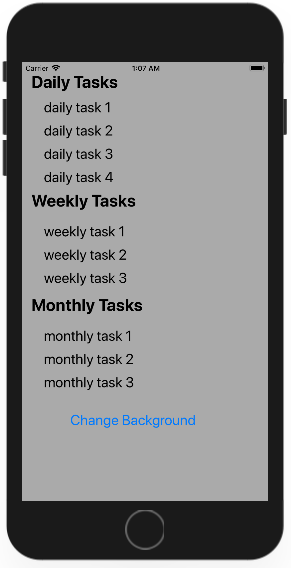 Carrier 1:07 AM
Daily Tasks
daily task 1
daily task 2
daily task 3
daily task 4
Weekly Tasks
weekly task 1
weekly task 2
weekly task 3
Monthly Tasks
monthly task 1
monthly task 2
monthly task 3
Change Background